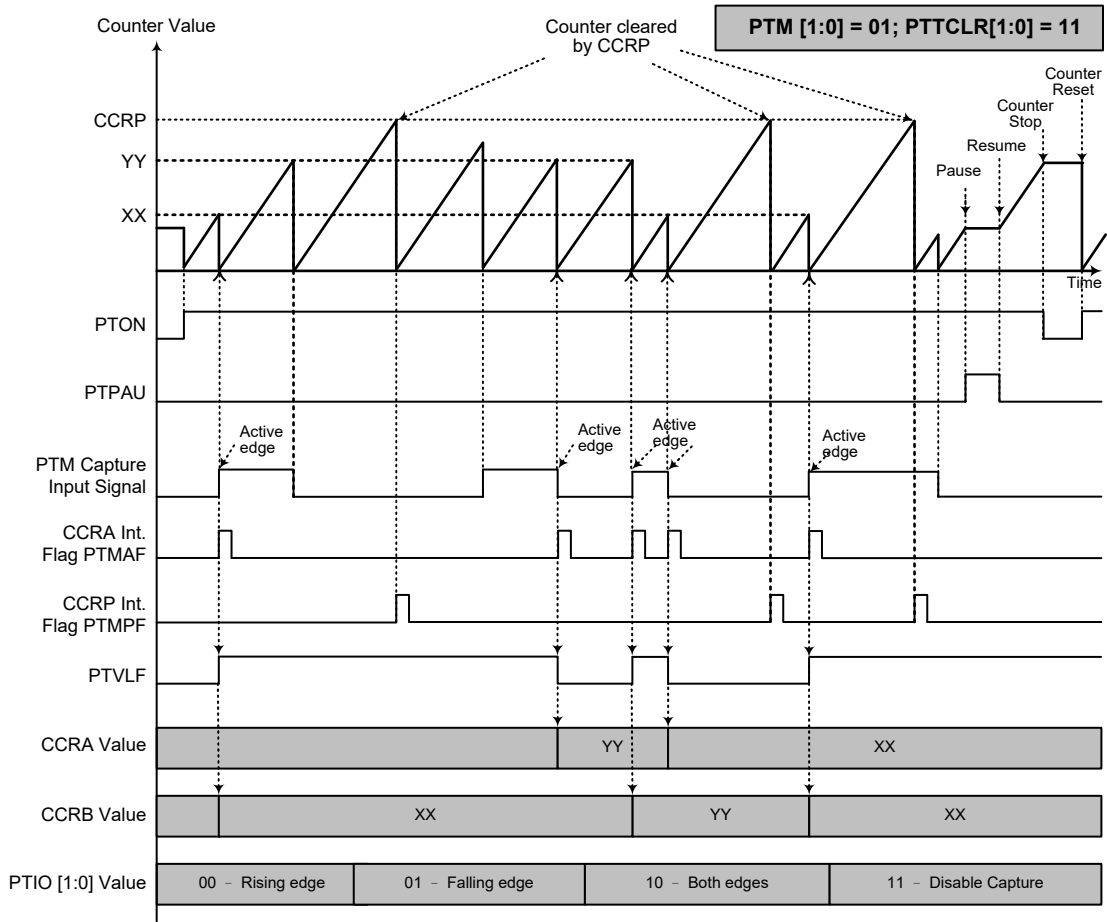 Counter Value
Counter cleared
by CCRP
PTM [1:0] = 01; PTTCLR[1:0] = 11
Counter
Reset
Counter
Stop
Resume
Pause
CCRP
YY
XX
Time
PTON
PTPAU
Active
edge
Active
edge
Active
edge
Active
edge
PTM Capture
Input Signal
CCRA Int.
Flag PTMAF
CCRP Int.
Flag PTMPF
PTVLF
CCRA Value
YY
XX
CCRB Value
XX
YY
XX
PTIO [1:0] Value
00 – Rising edge
01 – Falling edge
10 – Both edges
11 – Disable Capture